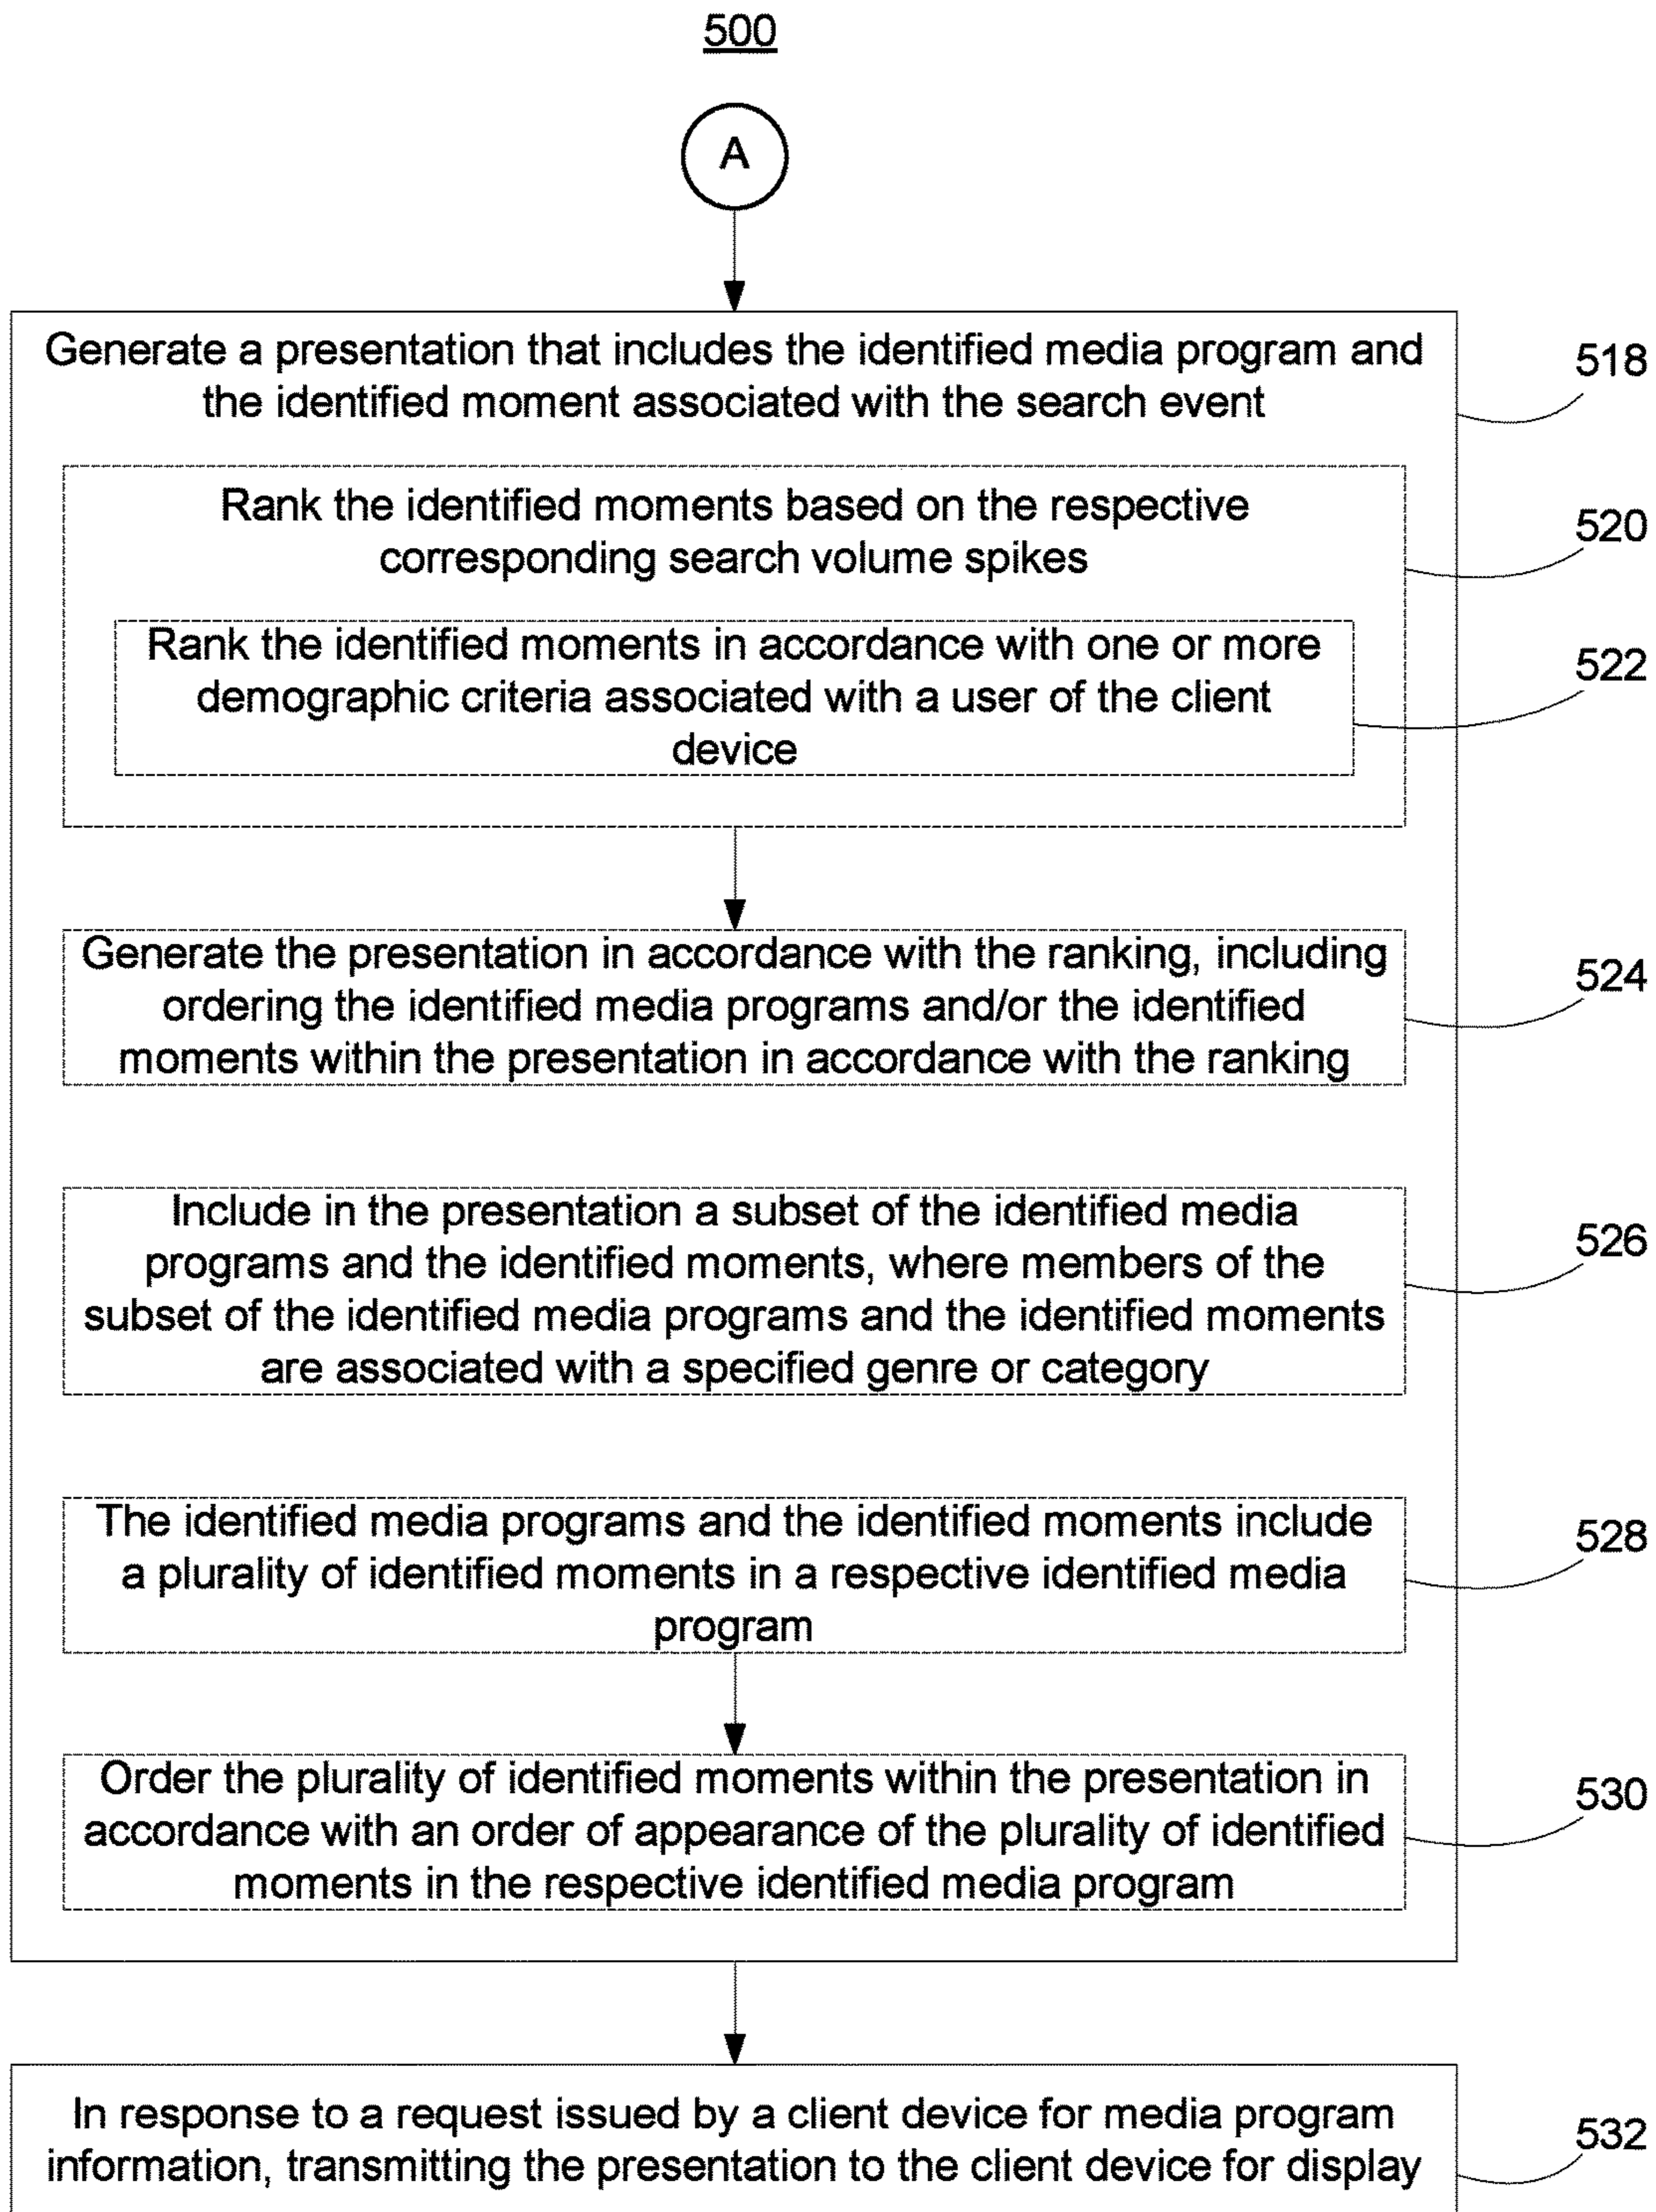 500
A
Generate a presentation that includes the identified media program and
the identified moment associated with the search event
518
Rank the identified moments based on the respective
corresponding search volume spikes
520
Rank the identified moments in accordance with one or more
demographic criteria associated with a user of the client
device
522
Generate the presentation in accordance with the ranking, including
ordering the identified media programs and/or the identified
moments within the presentation in accordance with the ranking
524
Include in the presentation a subset of the identified media
programs and the identified moments, where members of the
subset of the identified media programs and the identified moments
are associated with a specified genre or category
526
The identified media programs and the identified moments include
a plurality of identified moments in a respective identified media
program
528
Order the plurality of identified moments within the presentation in
accordance with an order of appearance of the plurality of identified
moments in the respective identified media program
530
In response to a request issued by a client device for media program
information, transmitting the presentation to the client device for display
532